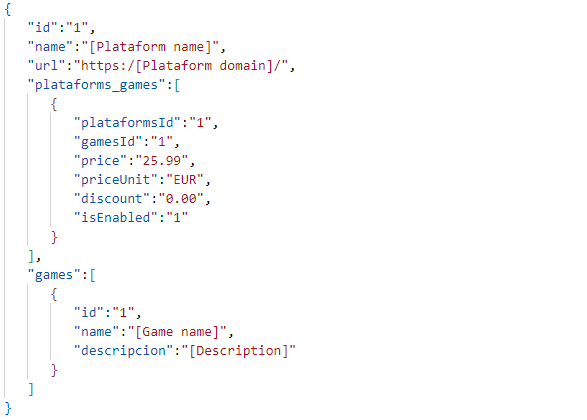 {
"id":"1",
"name":"[Plataform name]",
"url":"https:/[Plataform domain]/",
"plataforms_games":[
{
"plataformsId":"1",
"gamesId":"1",
"price":"25.99",
"priceUnit":"EUR",
"discount":"0.00",
"isEnabled":"1"
}
],
"games":[
{
"id":"1",
"name":"[Game name]",
"descripcion":"[Description]"
}
]
}